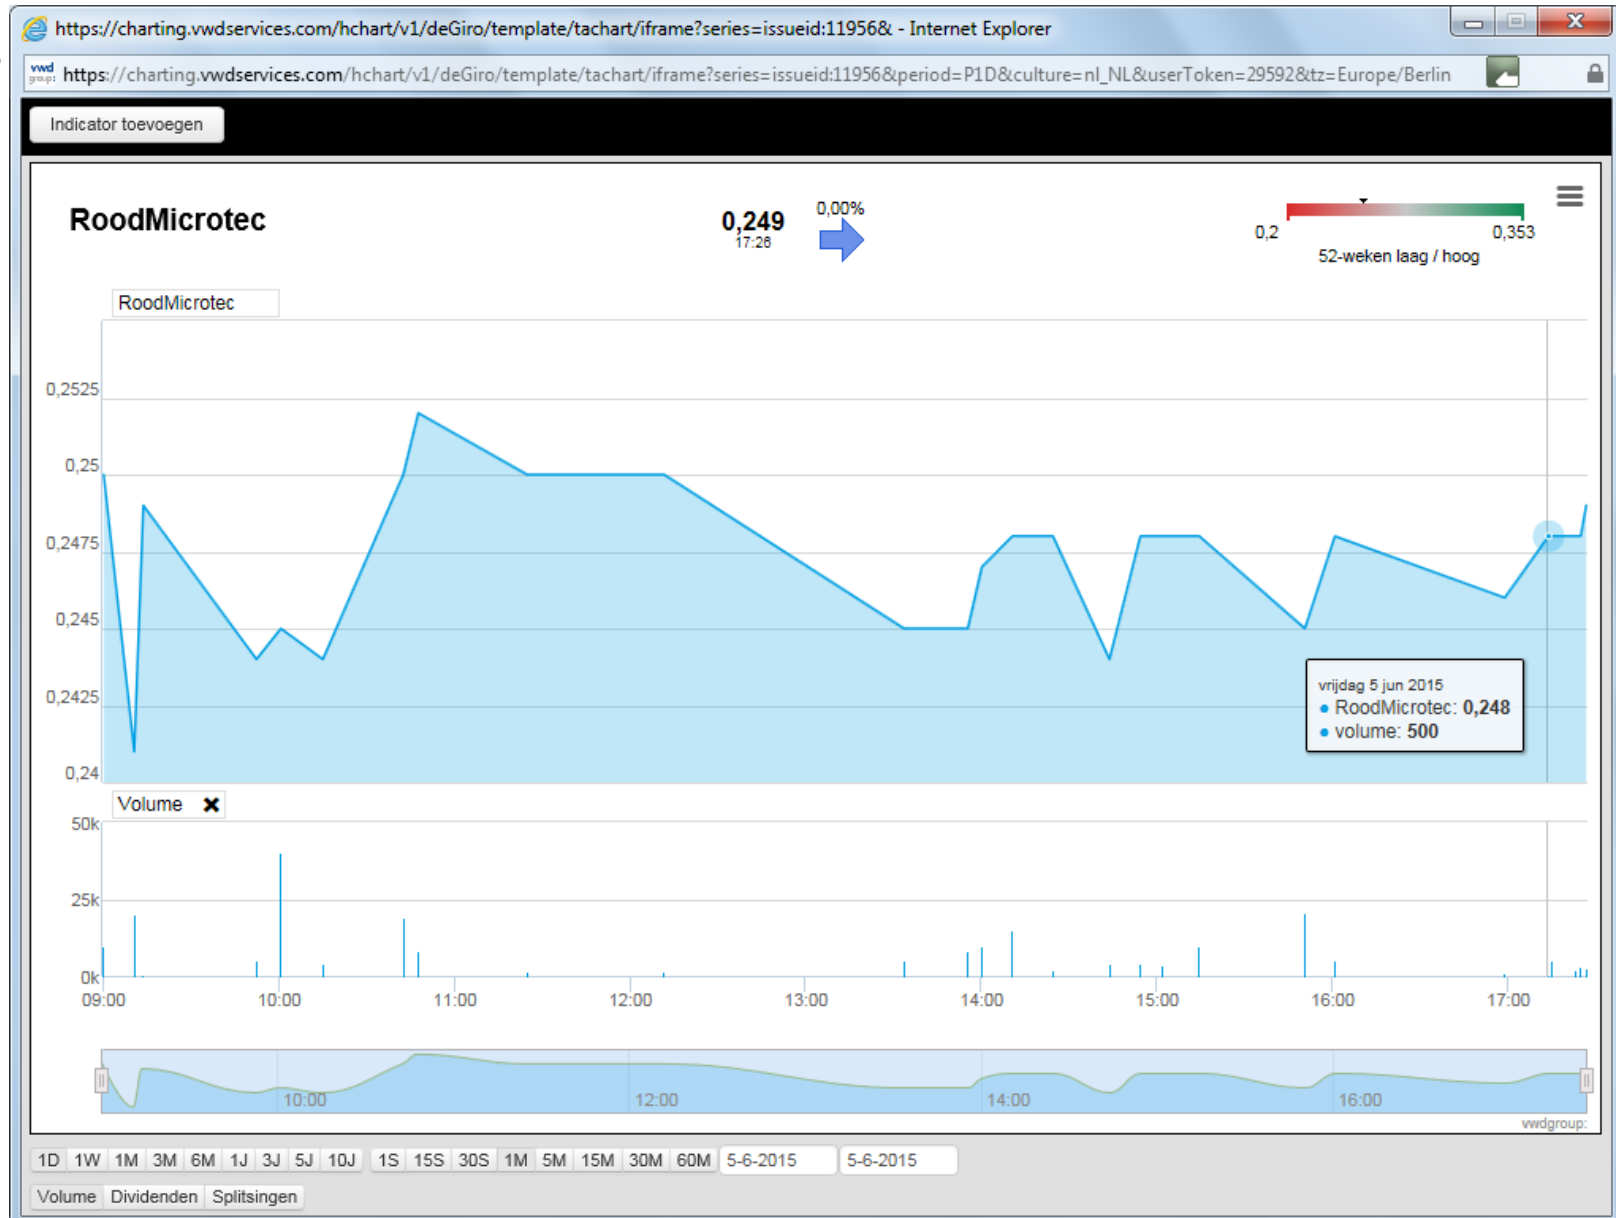 https://charting.vwdservices.com/hchart/v1/deGiro/template/tachart/iframe?series=issueid:11956& - Internet Explorer
vwd group: https://charting.vwdservices.com/hchart/v1/deGiro/template/tachart/iframe?series=issueid:11956&period=P1D&culture=nl_NL&userToken=29592&tz=Europe/Berlin
Indicator toevoegen
RoodMicrotec
0,249
17:26
0,00%
0,2
0,353
52-weken laag / hoog
RoodMicrotec
0,2525
0,25
0,2475
0,245
0,2425
0,24
vrijdag 5 jun 2015
● RoodMicrotec: 0,248
● volume: 500
Volume ✖
50k
25k
0k
09:00 10:00 11:00 12:00 13:00 14:00 15:00 16:00 17:00
10:00 12:00 14:00 16:00
vwdgroup:
1D 1W 1M 3M 6M 1J 3J 5J 10J 1S 15S 30S 1M 5M 15M 30M 60M 5-6-2015 5-6-2015
Volume Dividenden Splitsingen